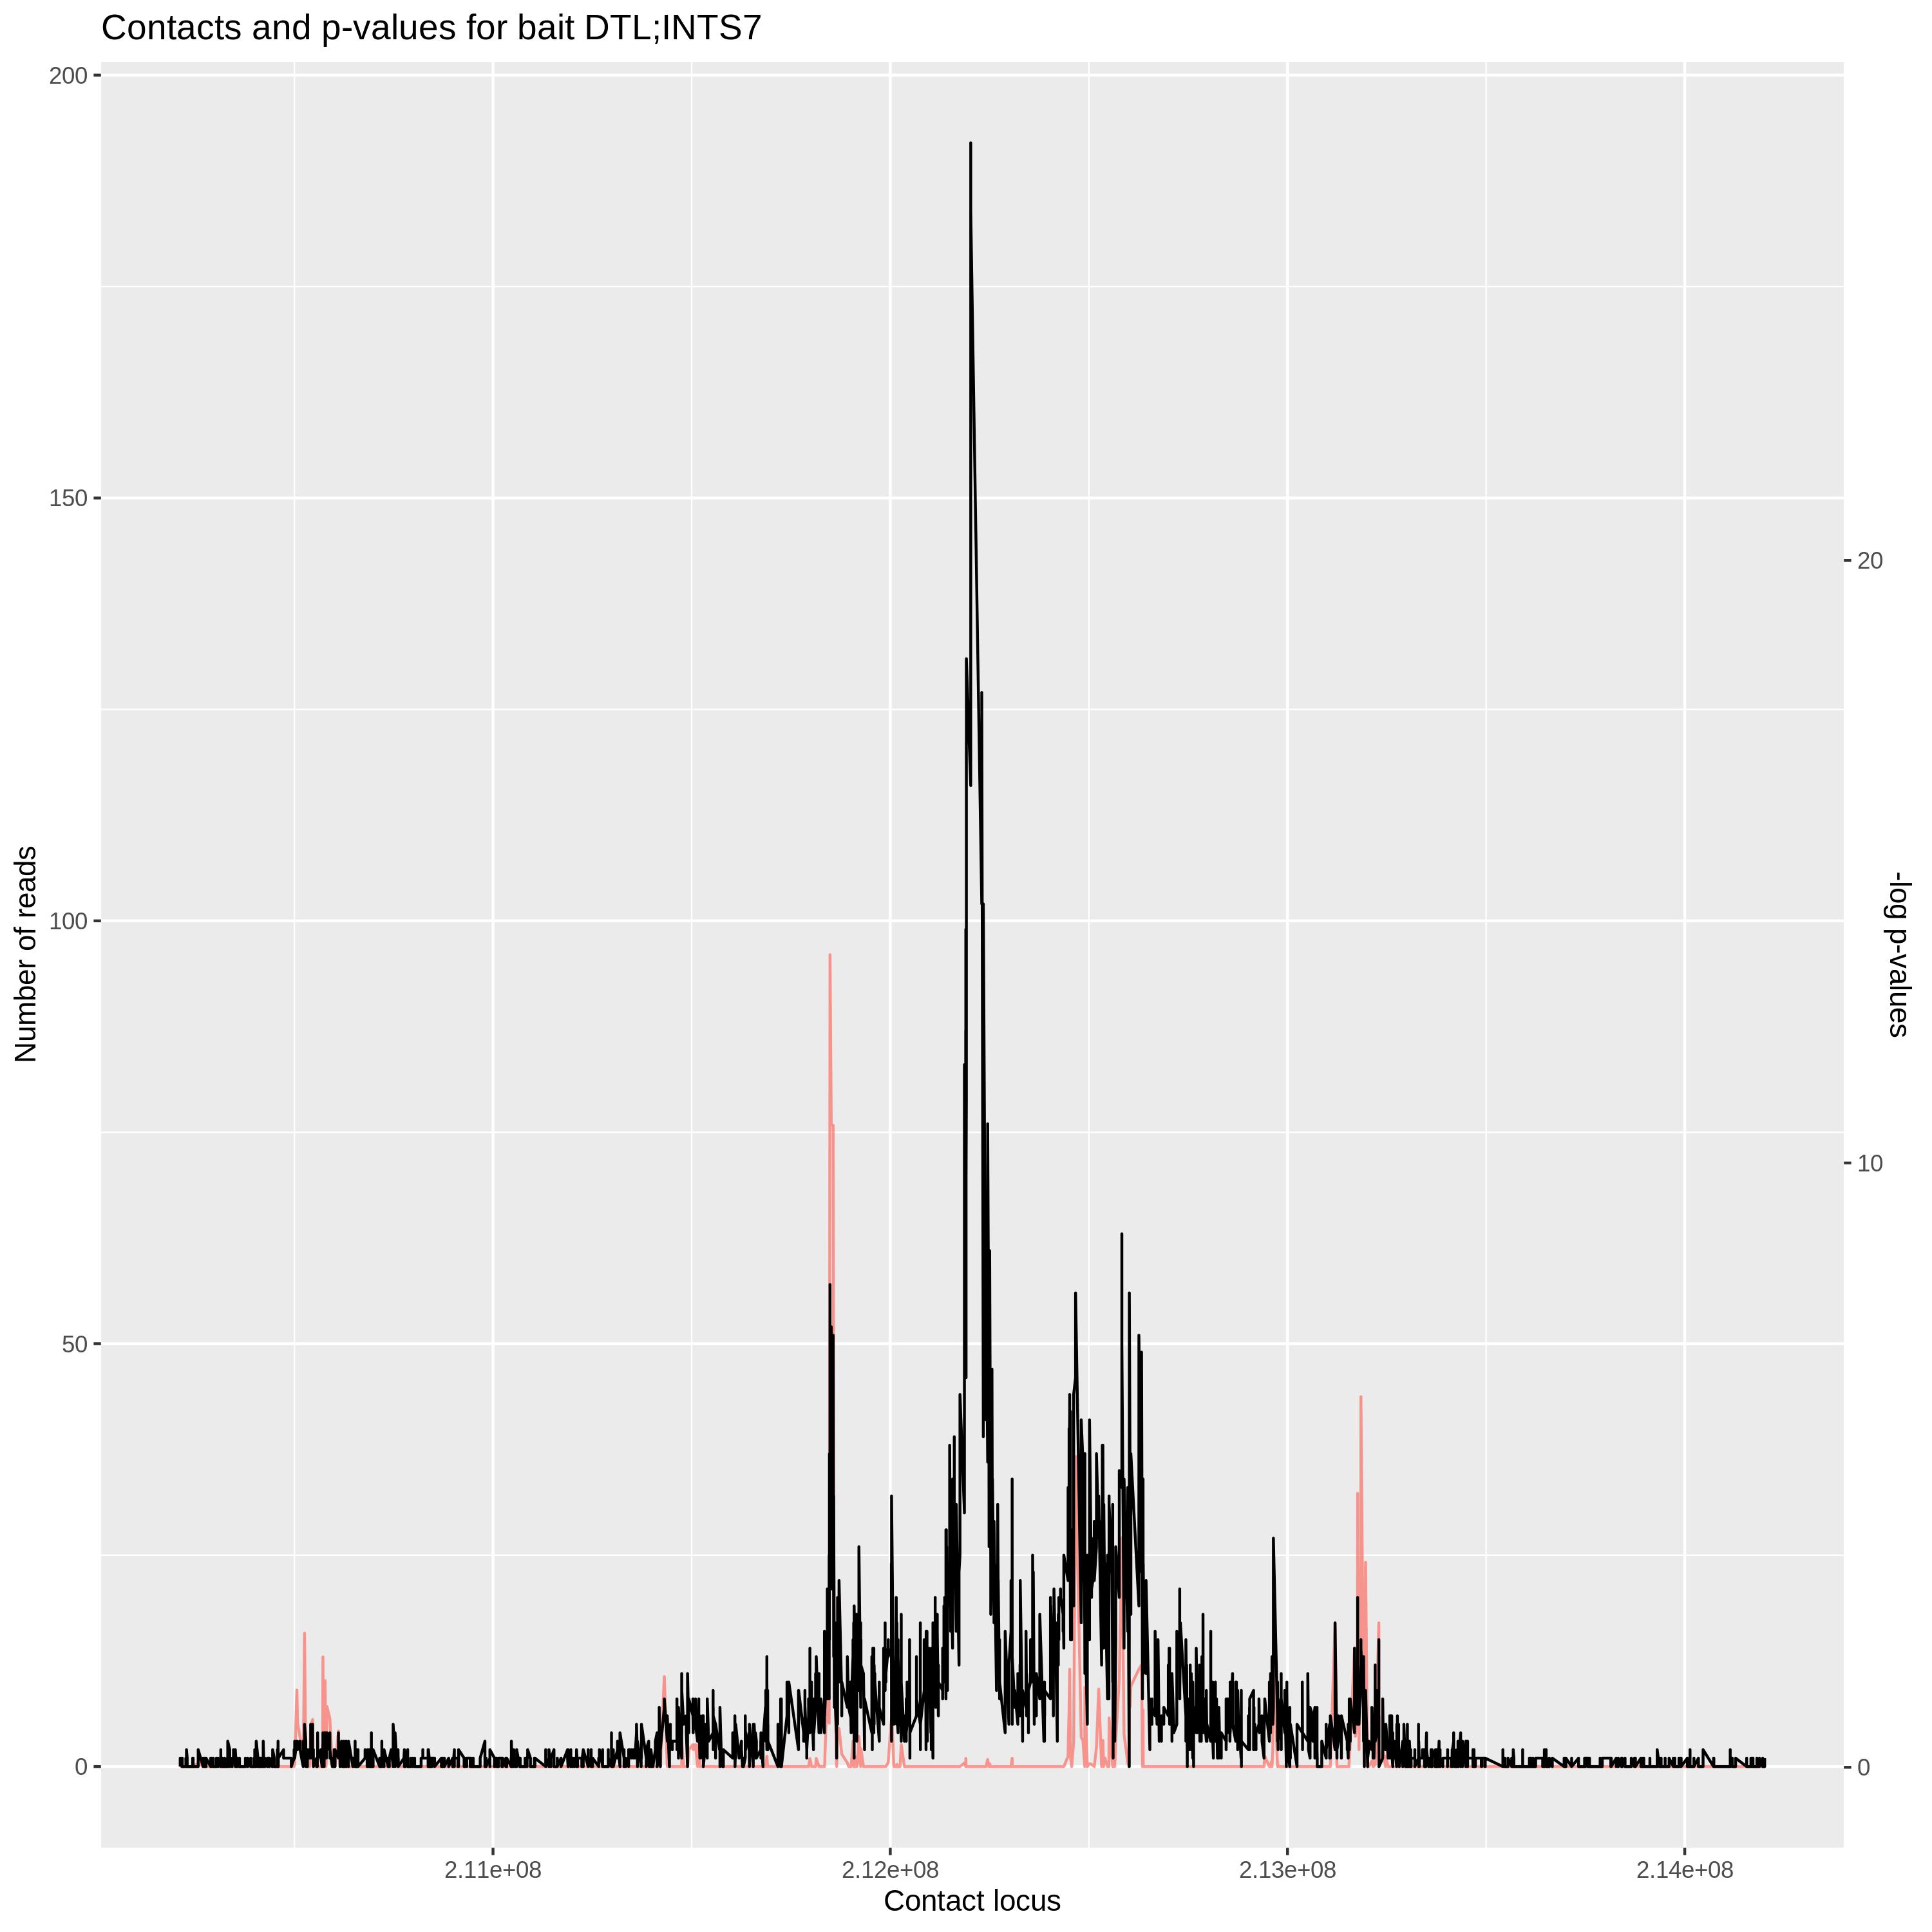 Contacts and p-values for bait DTL;INTS7
200
150
100
50
0
Number of reads
20
10
0
-log p-values
2.11e+08
2.12e+08
2.13e+08
2.14e+08
Contact locus